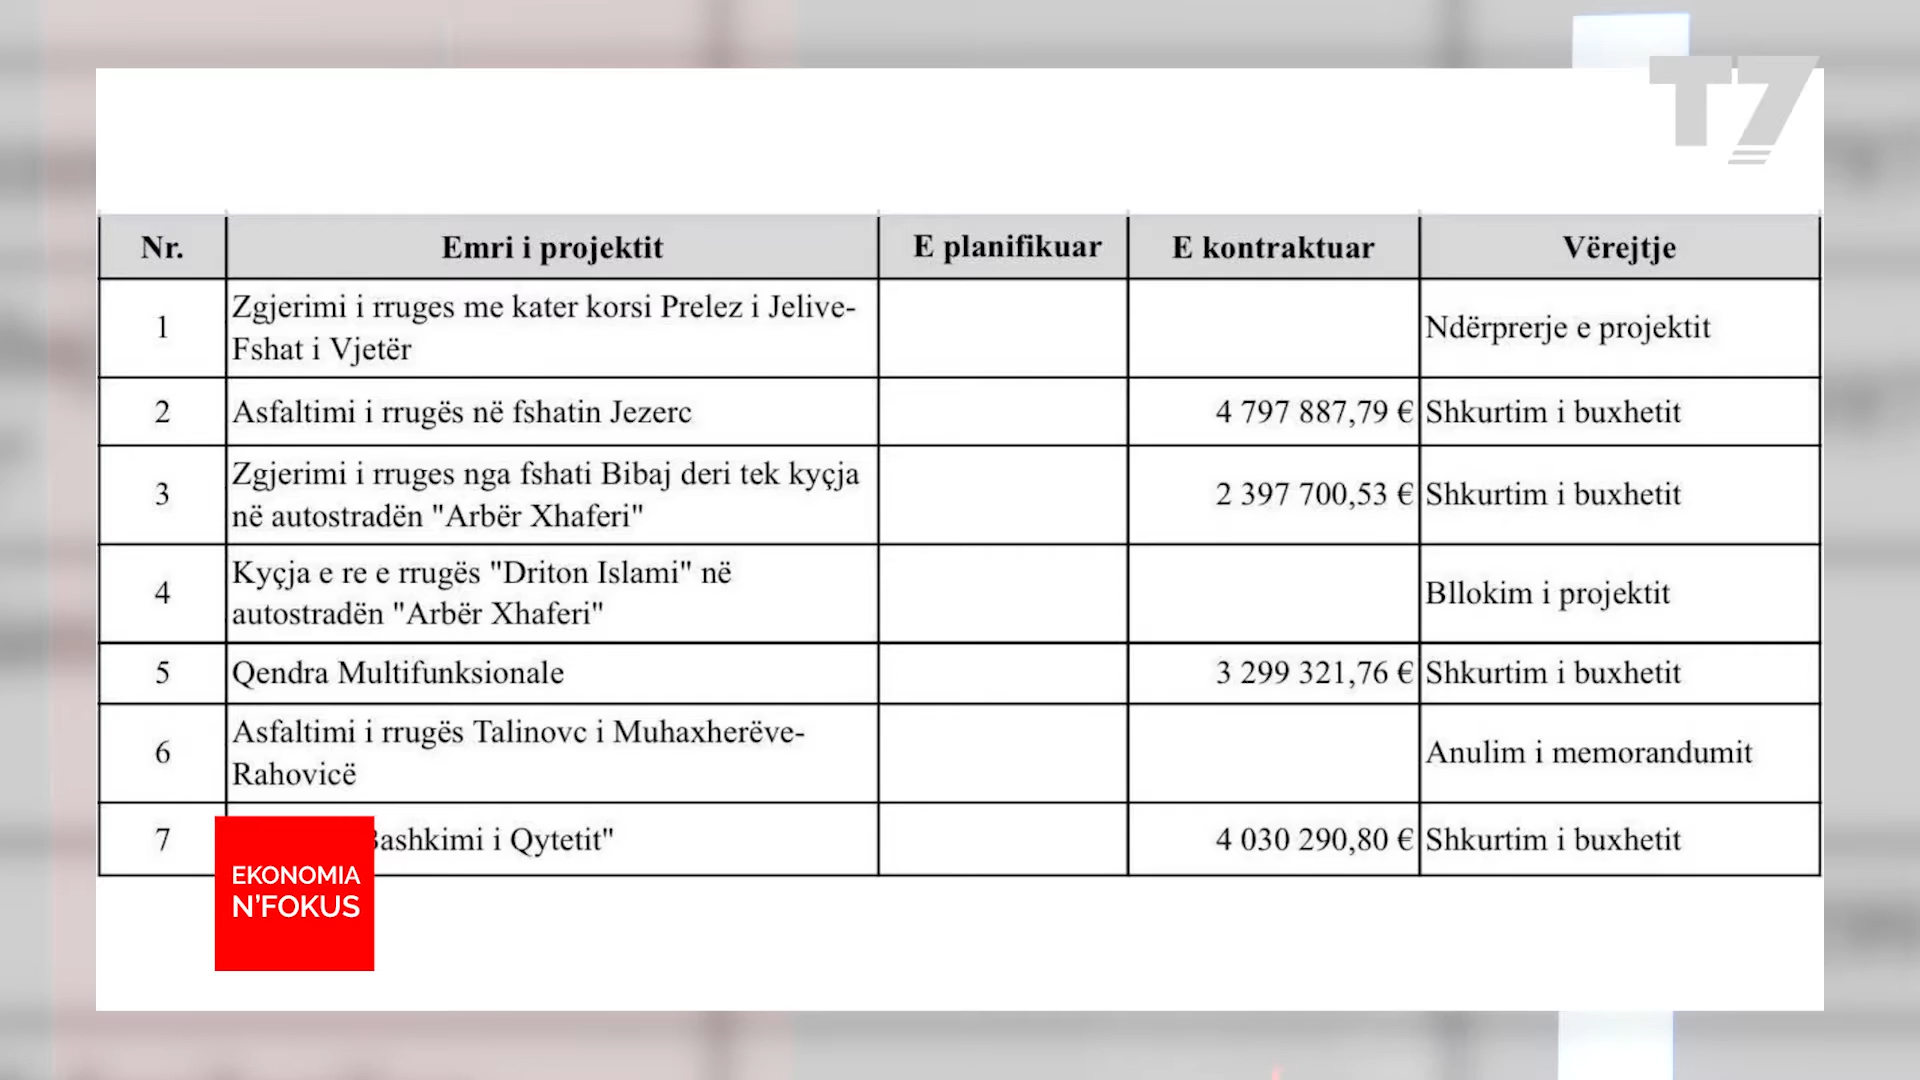 T7
Nr. Emri i projektit E planifikuar E kontraktuar Vërejtje
1 Zgjerimi i rruges me kater korsi Prelez i Jelive-
Fshat i Vjetër Ndërprerje e projektit
2 Asfaltimi i rrugës në fshatin Jezerc 4 797 887,79 € Shkurtim i buxhetit
3 Zgjerimi i rruges nga fshati Bibaj deri tek kyçja
në autostradën "Arbër Xhaferi" 2 397 700,53 € Shkurtim i buxhetit
4 Kyçja e re e rrugës "Driton Islami" në
autostradën "Arbër Xhaferi" Bllokim i projektit
5 Qendra Multifunksionale 3 299 321,76 € Shkurtim i buxhetit
6 Asfaltimi i rrugës Talinovc i Muhaxherëve-
Rahovicë Anulim i memorandumit
7 Bashkimi i Qytetit" 4 030 290,80 € Shkurtim i buxhetit
EKONOMIA
N'FOKUS